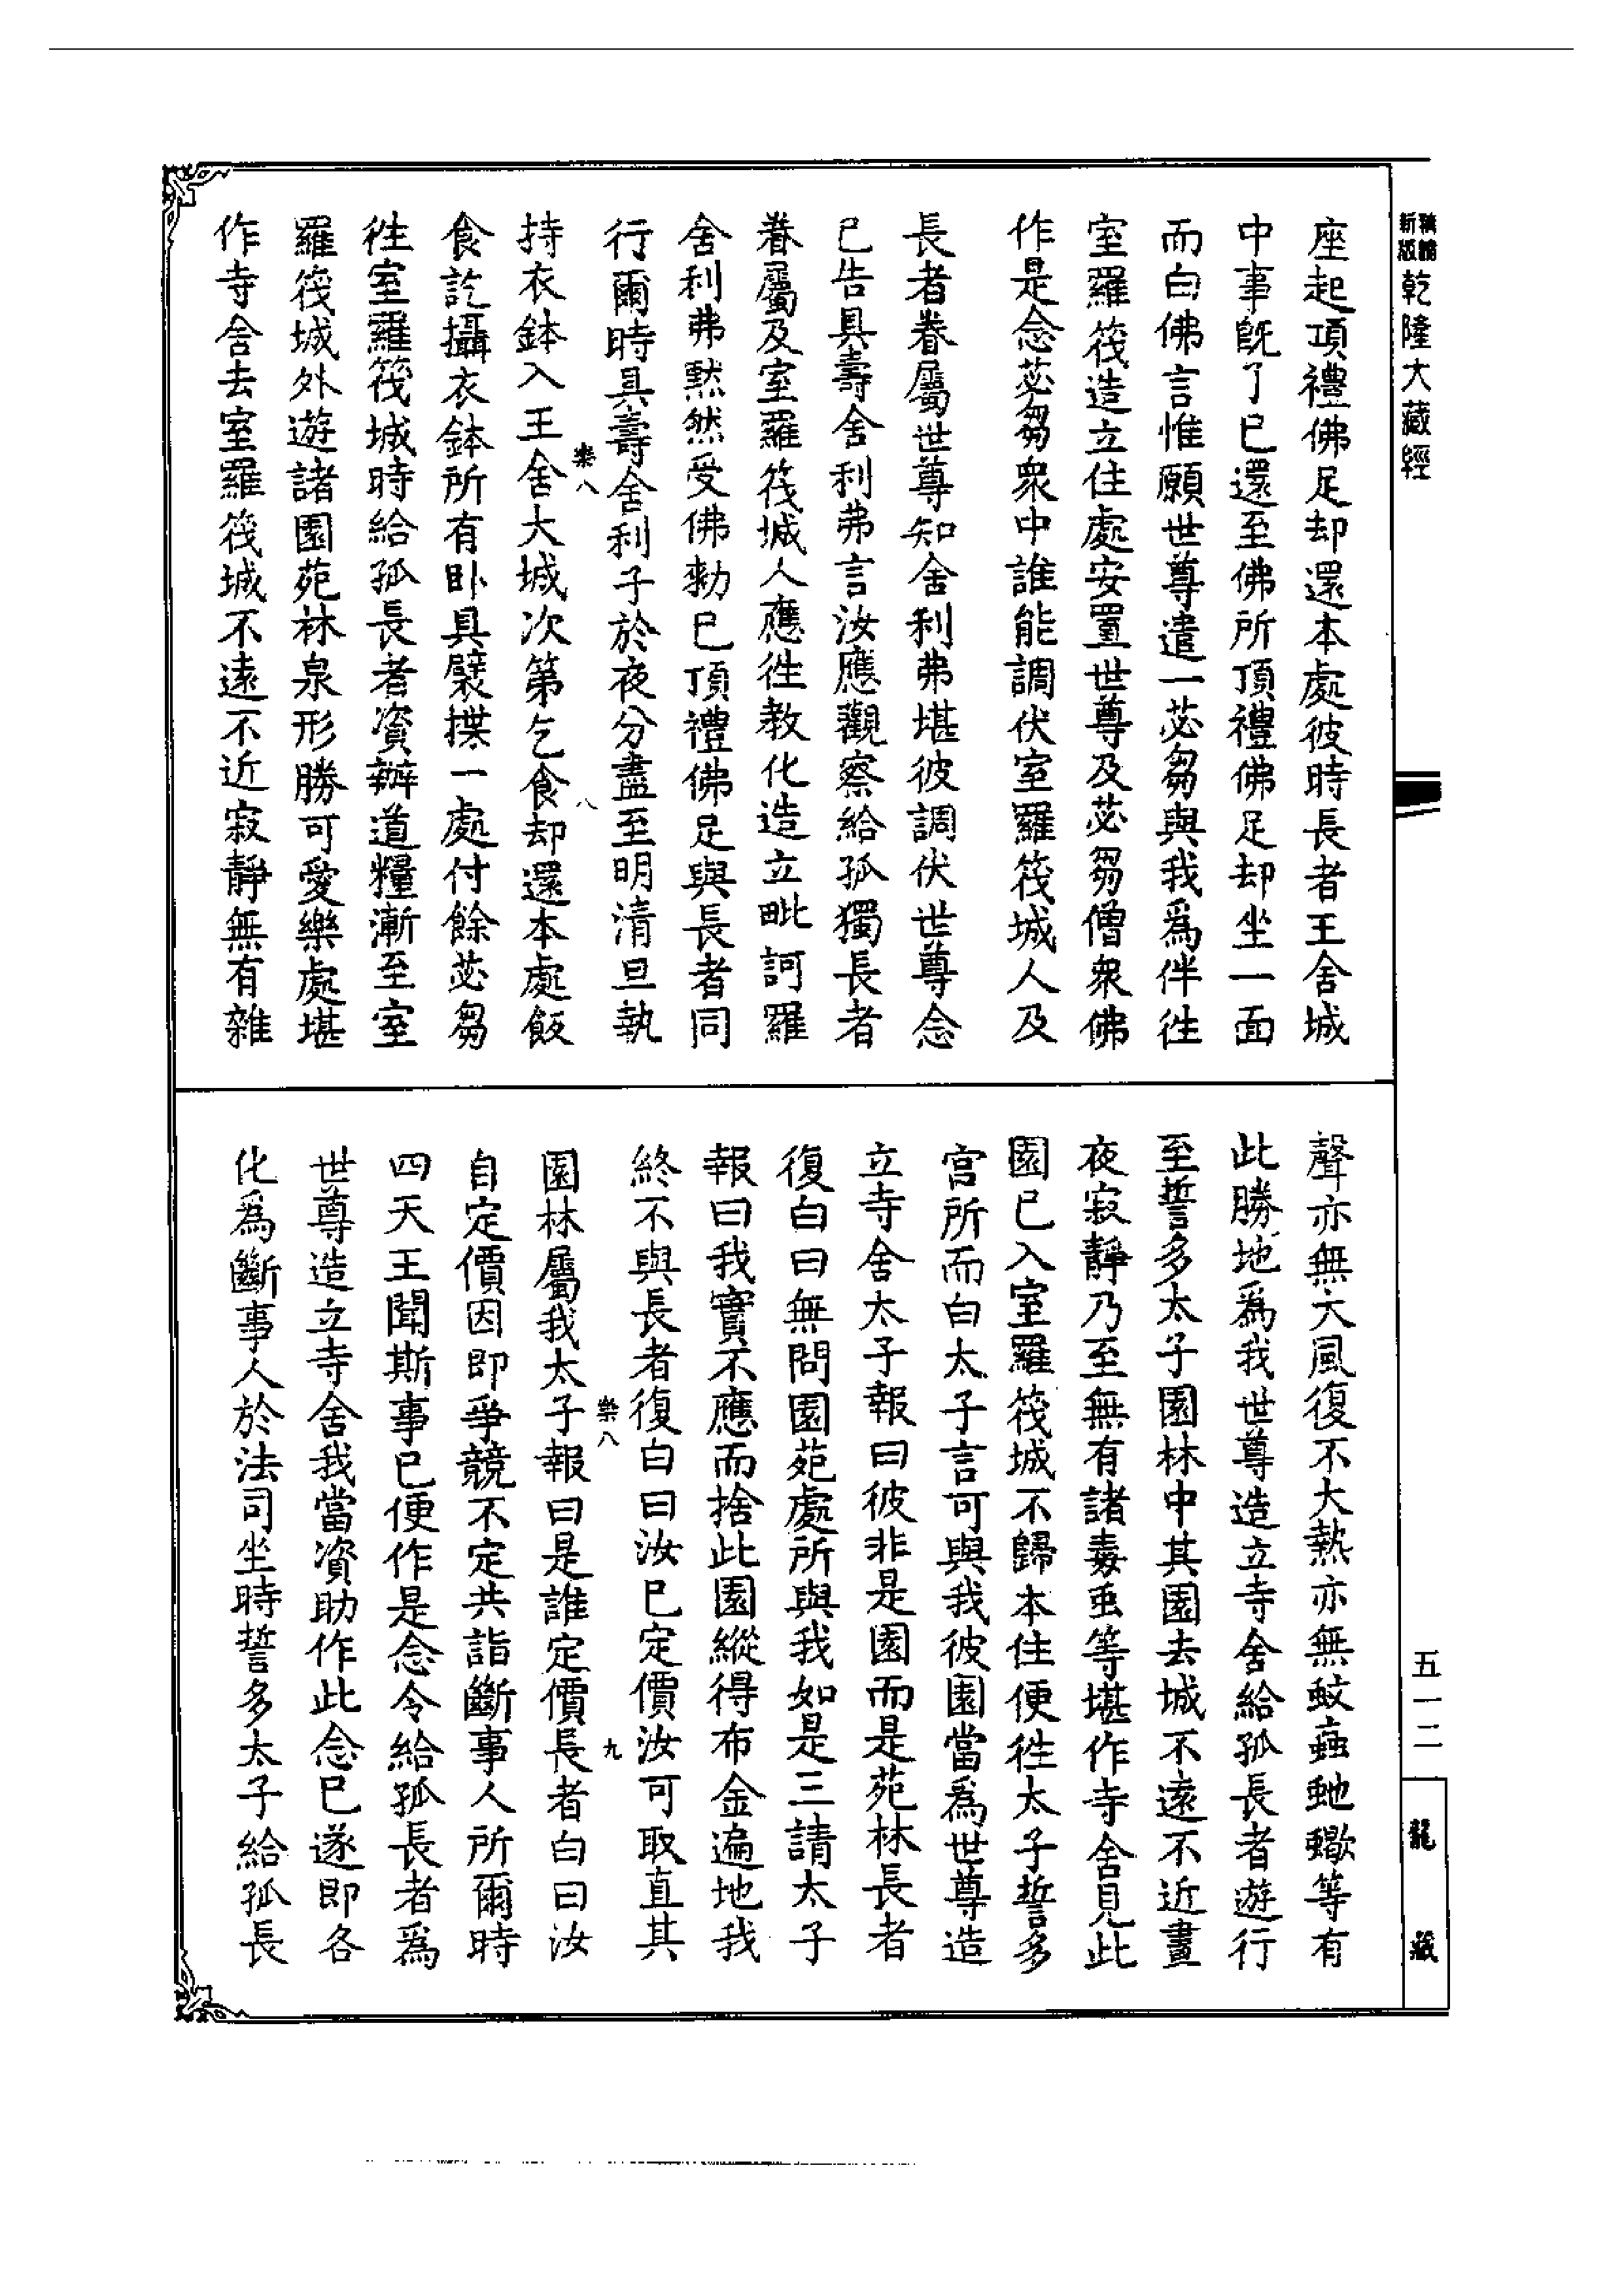 新版
精縮
乾隆大藏經
座起頂禮佛足却還本處彼時長者王舍城
中事旣了已還至佛所頂禮佛足却坐一面
而白佛言惟願世尊遣一苾芻與我爲伴徃
室羅筏造立住處安置世尊及苾芻僧衆佛
作是念苾芻衆中誰能調伏室羅筏城人及
長者眷屬世尊知舍利弗堪彼調伏世尊念
已告具壽舍利弗言汝應觀察給孤獨長者
眷屬及室羅筏城人應徃教化造立毗訶羅
舍利弗黙然受佛勅已頂禮佛足與長者同
行爾時具壽舍利子於夜分盡至明清旦執
樂八
八
持衣鉢入王舍大城次第乞食却還本處飯
食訖攝衣鉢所有卧具襞揲一處付餘苾芻
徃室羅筏城時給孤長者資辦道糧漸至室
羅筏城外遊諸園苑林泉形勝可愛樂處堪
作寺舍去室羅筏城不遠不近寂靜無有雜
聲亦無大風復不大熱亦無蚊蝱虵蠍等有
此勝地爲我世尊造立寺舍給孤長者遊行
至誓多太子園林中其園去城不遠不近晝
夜寂靜乃至無有諸毒虽等堪作寺舍見此
園已入室羅筏城不歸本住便徃太子誓多
宫所而白太子言可與我彼園當爲世尊造
立寺舍太子報曰彼非是園而是苑林長者
復白曰無問園苑處所與我如是三請太子
報曰我實不應而捨此園縱得布金遍地我
終不與長者復白曰汝已定價汝可取直其
樂八
九
園林屬我太子報曰是誰定價長者白曰汝
自定價因即爭競不定共詣斷事人所爾時
四天王聞斯事已便作是念令給孤長者爲
世尊造立寺舍我當資助作此念已遂即各
化爲斷事人於法司坐時誓多太子給孤長
五一二
龍藏